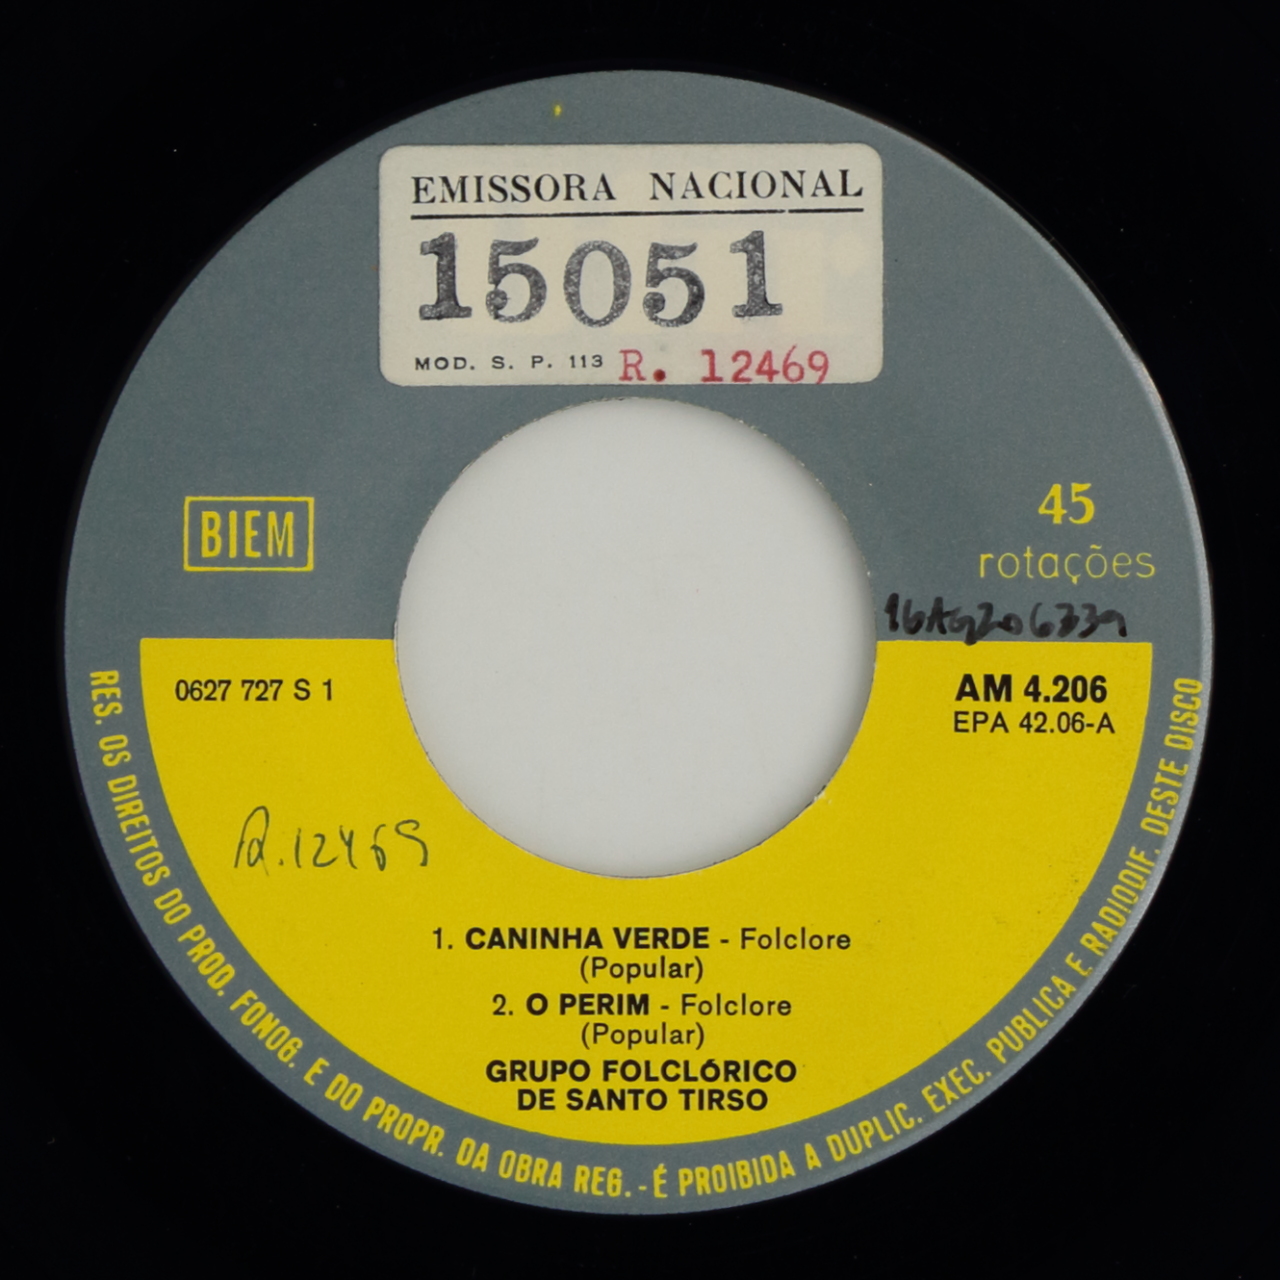 EMISSORA NACIONAL
15051
MOD. S. P. 113 R. 12469
BIEM
45
rotações
0627 727 S 1
AM 4.206
EPA 42.06-A
R.12469
1. CANINHA VERDE - Folclore
(Popular)
2. O PERIM - Folclore
(Popular)
GRUPO FOLCLÓRICO
DE SANTO TIRSO
RES. OS DIREITOS DO PROD. FONOG. E DO PROPR. DA OBRA REG. - É PROIBIDA A DUPLIC. EXEC. PUBLICA E RADIODIF. DESTE DISCO